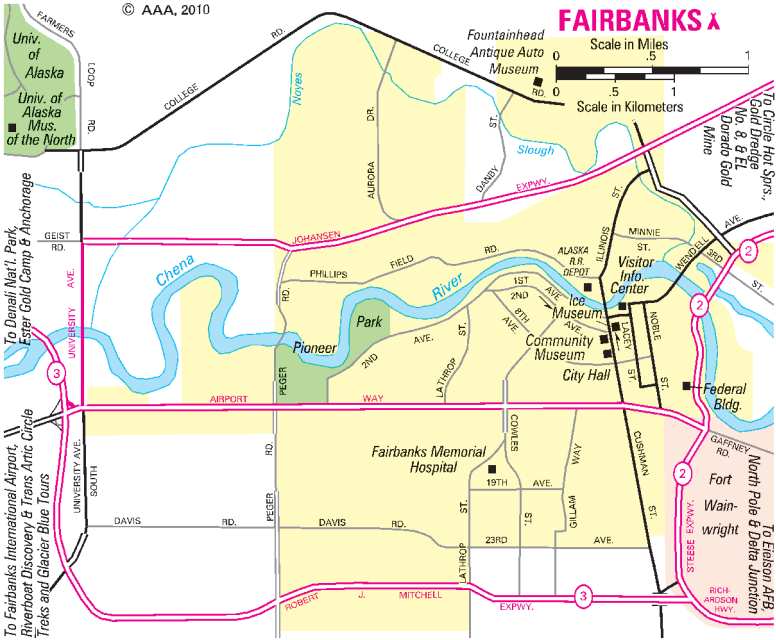 © AAA, 2010
FAIRBANKS
Scale in Miles
0 .5 1
0 .5 1
Scale in Kilometers
FARMERS
LOOP
RD.
Univ.
of
Alaska
Univ. of
Alaska
Mus.
of the North
COLLEGE
RD.
Noyes
COLLEGE
RD.
Fountainhead
Antique Auto
Museum
AURORA
DR.
DANBY
ST.
Slough
To Circle Hot Sprs.,
Gold Dredge
No. 8, & El
Dorado Gold
Mine
JOHANSEN
EXPWY.
GEIST
RD.
To Denali Nat'l. Park,
Ester Gold Camp & Anchorage
UNIVERSITY
AVE.
Chena
River
PHILLIPS
FIELD
RD.
ALASKA
R.R.
DEPOT
ILLINOIS
ST.
MINNIE
ST.
WENDELL
AVE.
3RD
ST.
2
Visitor
Info.
Center
1ST
AVE.
2ND
AVE.
8TH
AVE.
Ice
Museum
Community
Museum
City Hall
LACEY
ST.
NOBLE
ST.
2
Pioneer
Park
2ND
AVE.
LATHROP
ST.
PEGER
RD.
3
AIRPORT
WAY
Federal
Bldg.
GAFFNEY
RD.
Fairbanks Memorial
Hospital
COWLES
ST.
19TH
AVE.
GILLAM
WAY
CUSHMAN
ST.
2
Fort
Wain-
wright
STEESE EXPWY.
UNIVERSITY AVE.
SOUTH
DAVIS
RD.
PEGER
RD.
DAVIS
RD.
23RD
AVE.
LATHROP
ST.
ROBERT
J.
MITCHELL
EXPWY.
3
RICH-
ARDSON
HWY.
To Eielson AFB,
North Pole & Delta Junction
To Fairbanks International Airport,
Riverboat Discovery & Trans Artic Circle
Treks and Glacier Blue Tours